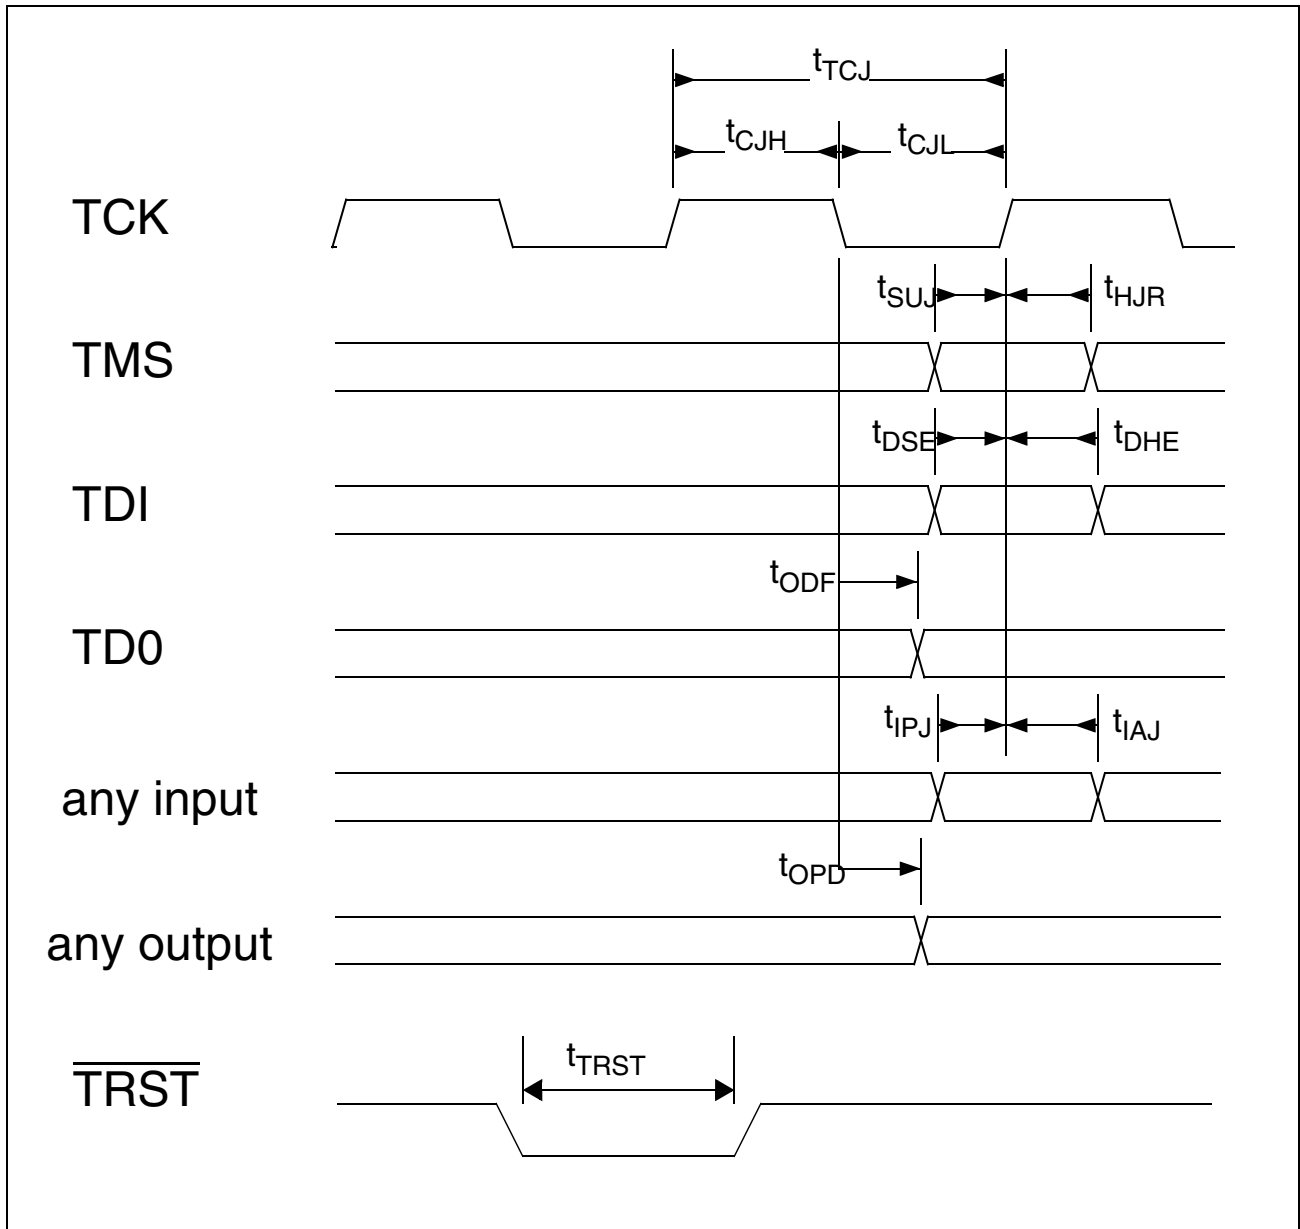 tTCJ
tCJH tCJL
TCK
tSUJ tHJR
TMS
tDSE tDHE
TDI
tODF
TD0
tIPJ tIAJ
any input
tOPD
any output
tTRST
TRST